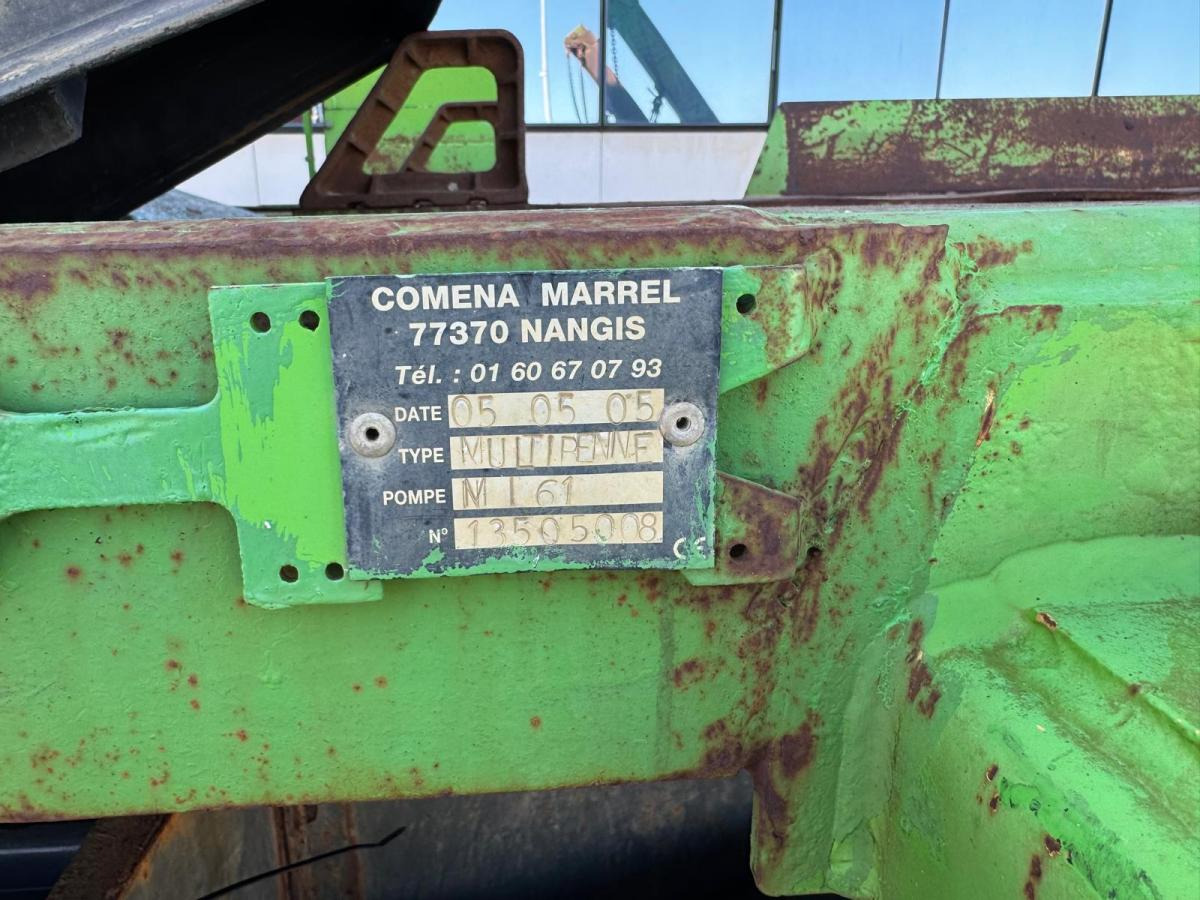 COMENA MARREL
77370 NANGIS
Tél. : 01 60 67 07 93
DATE 05 05 05
TYPE MULTIPENNE
POMPE M I 61
N° 13505008
CE